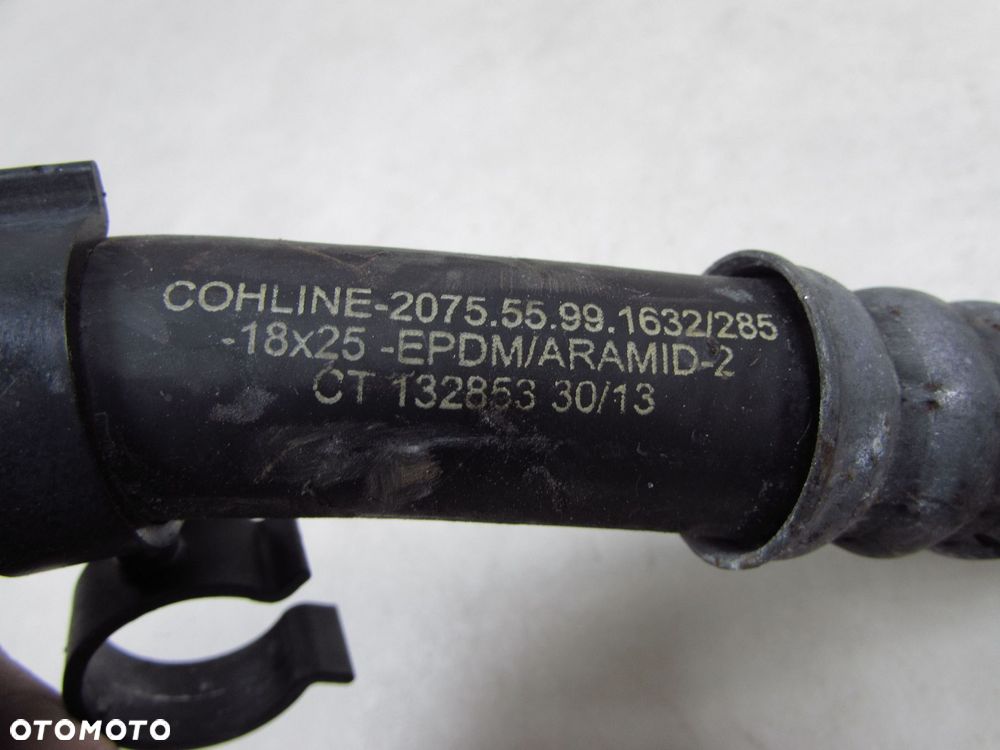 COHLINE-2075.55.99.1632/285
-18x25 -EPDM/ARAMID-2
CT 132853 30/13
OTOMOTO